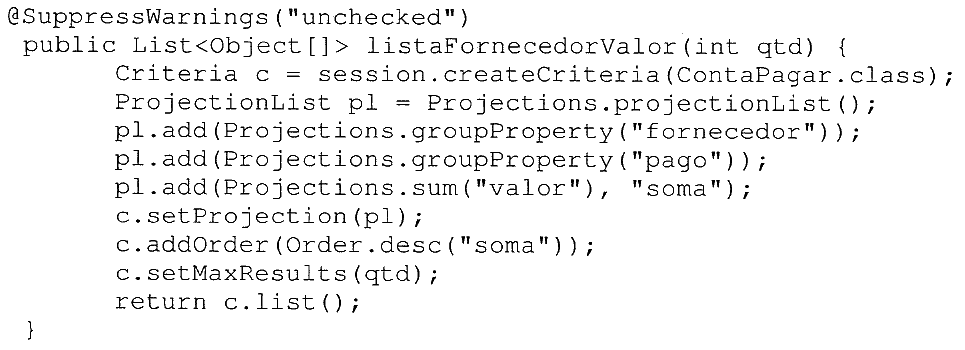 @SuppressWarnings("unchecked")
public List<Object[]> listaFornecedorValor(int qtd) {
Criteria c = session.createCriteria(ContaPagar.class);
ProjectionList pl = Projections.projectionList();
pl.add(Projections.groupProperty("fornecedor"));
pl.add(Projections.groupProperty("pago"));
pl.add(Projections.sum("valor"), "soma");
c.setProjection(pl);
c.addOrder(Order.desc("soma"));
c.setMaxResults(qtd);
return c.list();
}